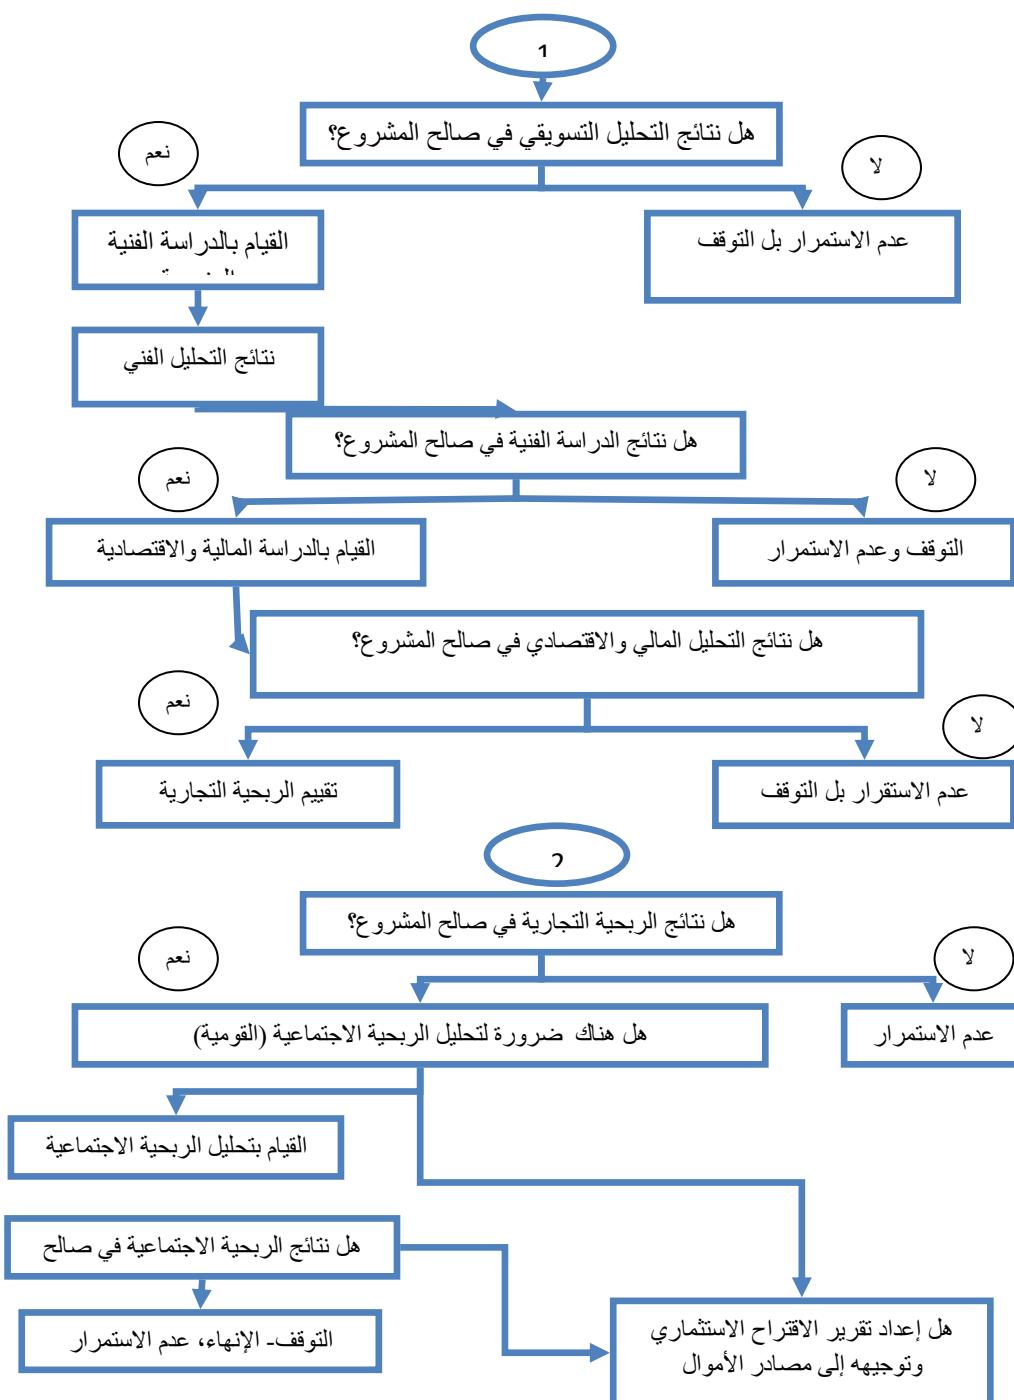 1
هل نتائج التحليل التسويقي في صالح المشروع؟
نعم
لا
القيام بالدراسة الفنية
عدم الاستمرار بل التوقف
نتائج التحليل الفني
هل نتائج الدراسة الفنية في صالح المشروع؟
نعم
لا
القيام بالدراسة المالية والاقتصادية
التوقف وعدم الاستمرار
هل نتائج التحليل المالي والاقتصادي في صالح المشروع؟
نعم
لا
تقييم الربحية التجارية
عدم الاستقرار بل التوقف
2
هل نتائج الربحية التجارية في صالح المشروع؟
نعم
لا
هل هناك ضرورة لتحليل الربحية الاجتماعية (القومية)
عدم الاستمرار
القيام بتحليل الربحية الاجتماعية
هل نتائج الربحية الاجتماعية في صالح
التوقف- الإنهاء، عدم الاستمرار
هل إعداد تقرير الاقتراح الاستثماري
وتوجيهه إلى مصادر الأموال